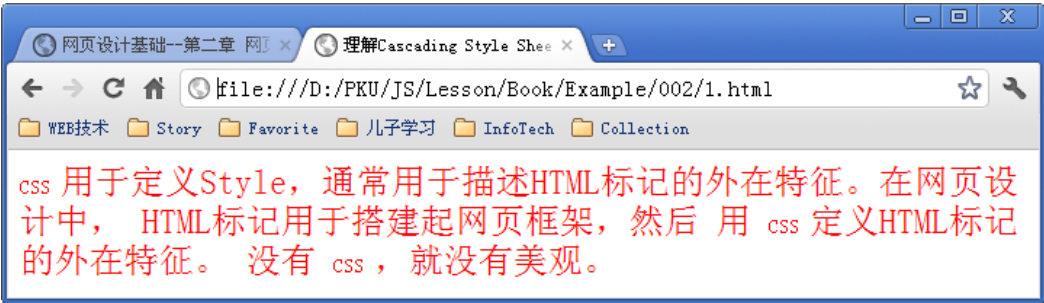 网页设计基础--第二章 网页
理解Cascading Style Shee
file:///D:/PKU/JS/Lesson/Book/Example/002/1.html
WEB技术 Story Favorite 儿子学习 InfoTech Collection
css 用于定义Style，通常用于描述HTML标记的外在特征。在网页设
计中， HTML标记用于搭建起网页框架，然后 用 css 定义HTML标记
的外在特征。 没有 css ，就没有美观。